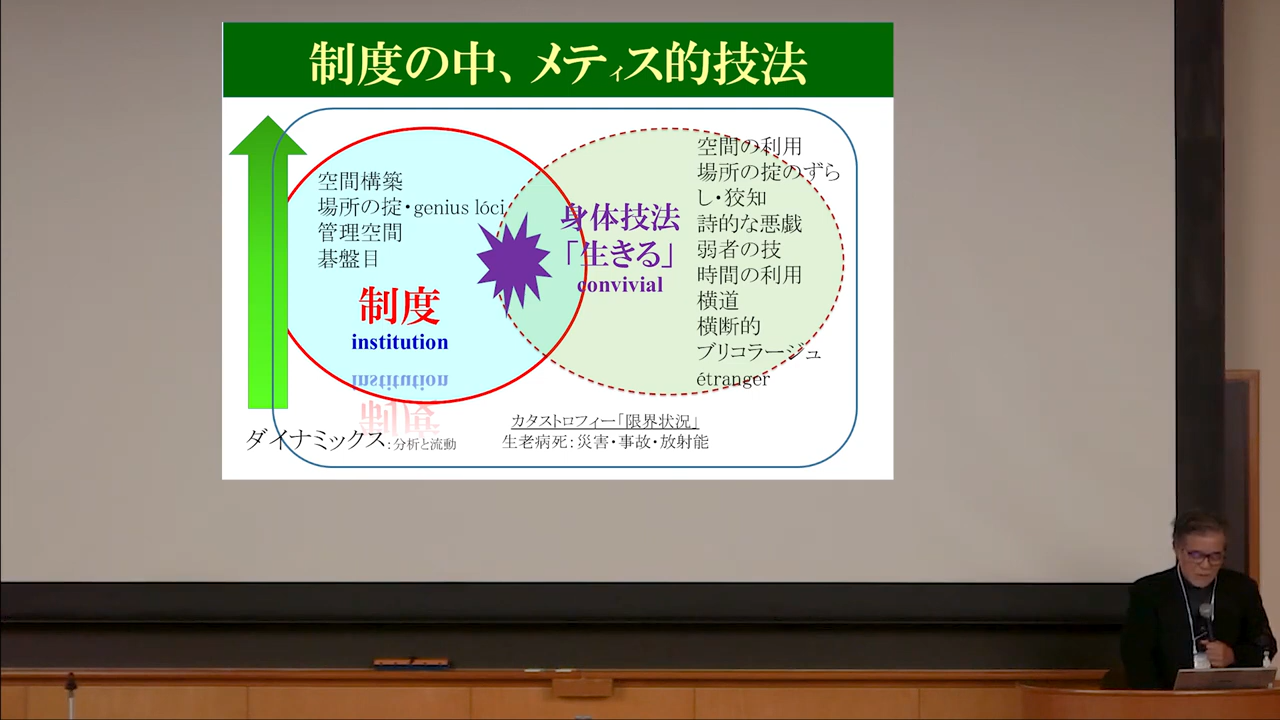 制度の中、メティス的技法
空間構築
場所の掟・genius lóci
管理空間
碁盤目
制度
institution
身体技法
「生きる」
convivial
空間の利用
場所の掟のずら
し・狡知
詩的な悪戯
弱者の技
時間の利用
横道
横断的
ブリコラージュ
étranger
ダイナミックス:分析と流動
カタストロフィー「限界状況」
生老病死:災害・事故・放射能